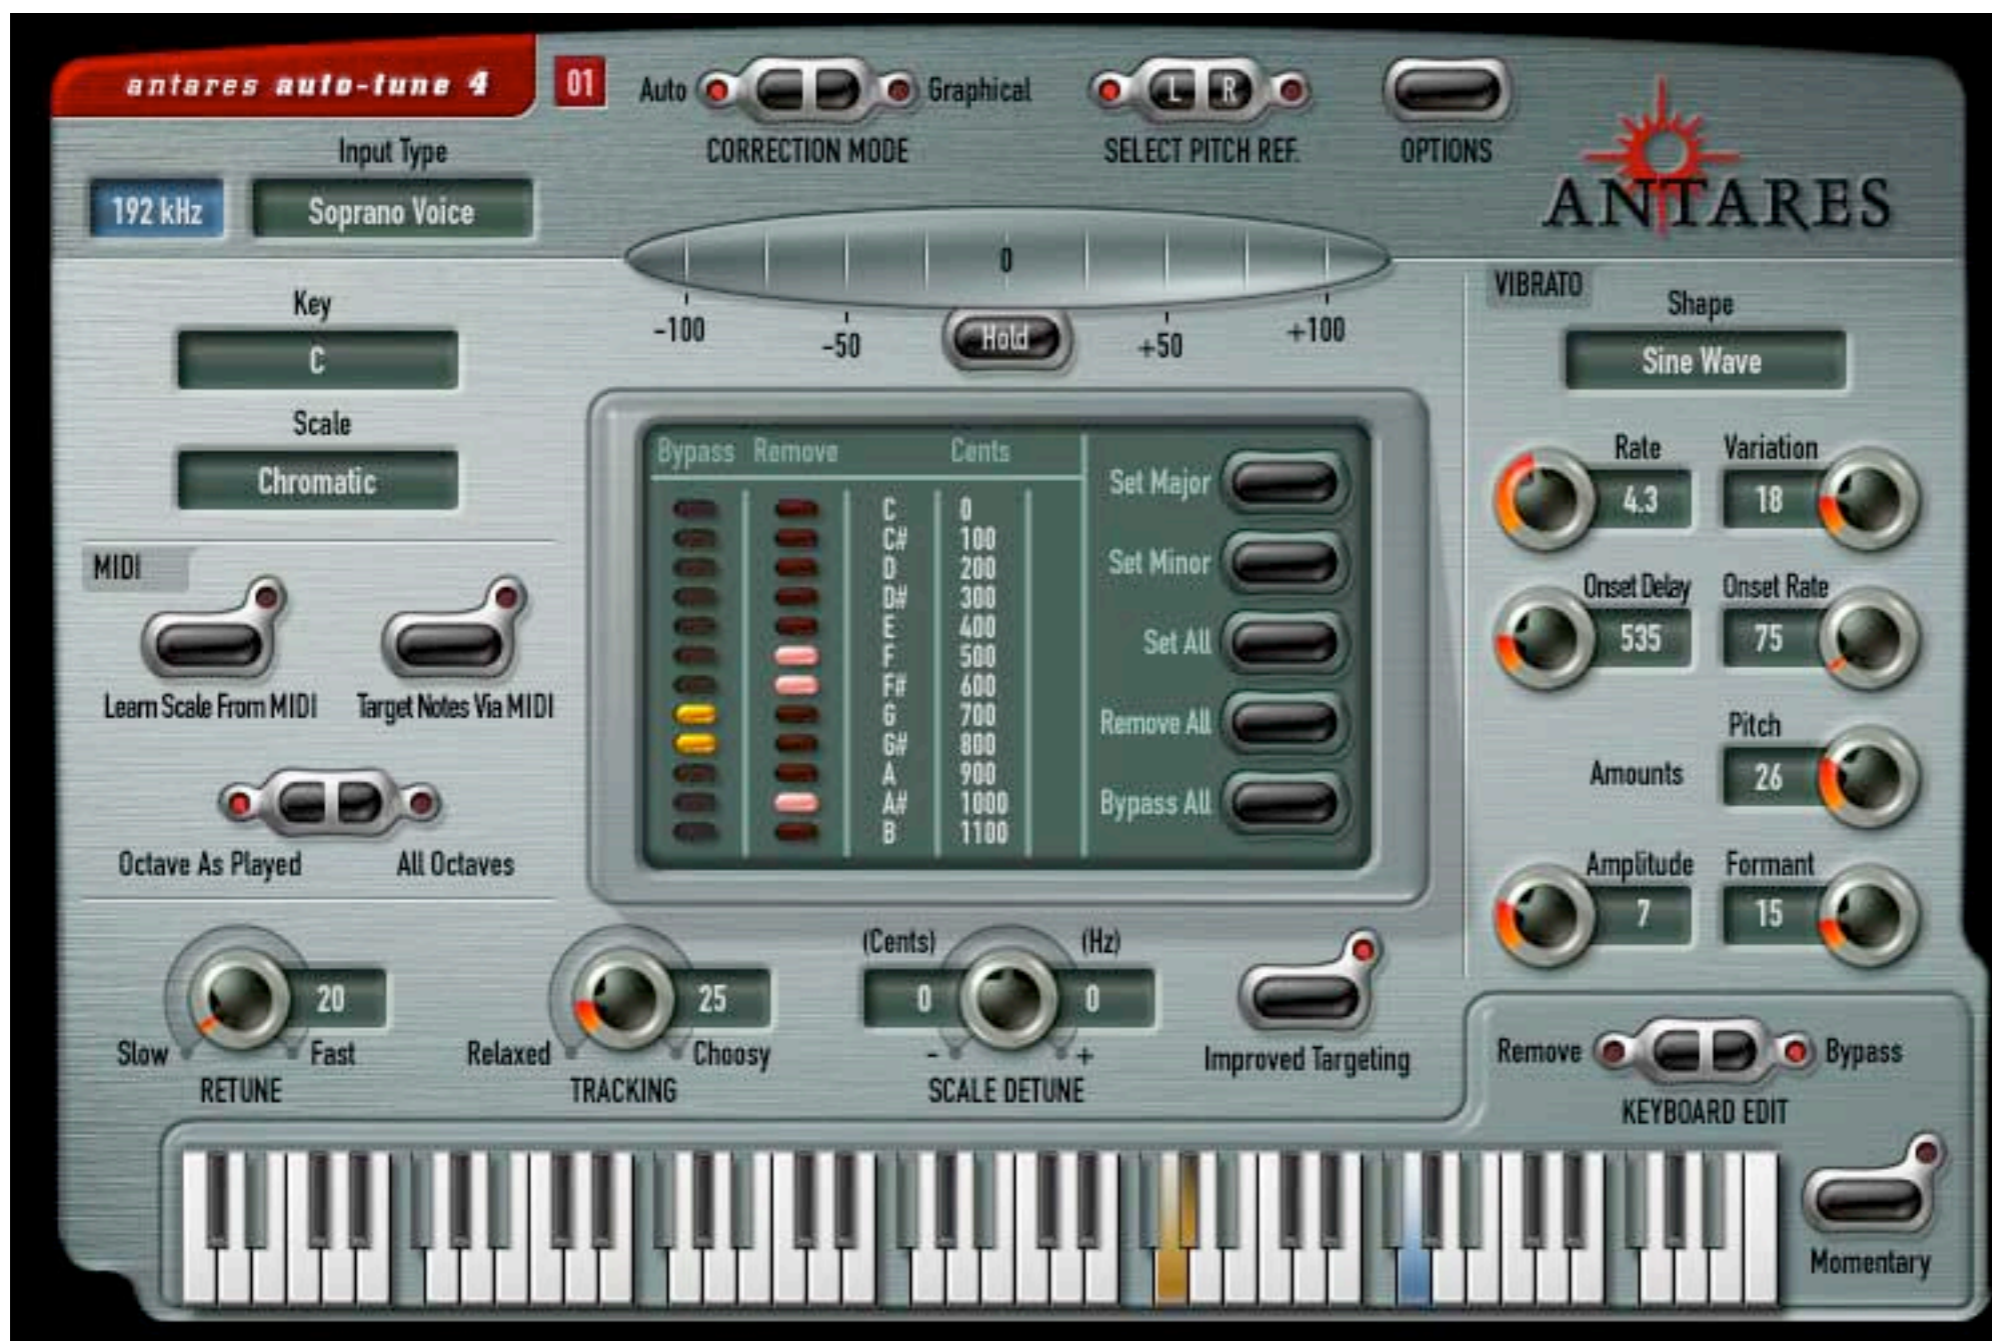 antares auto-tune 4
01
Auto
Graphical
CORRECTION MODE
L R
SELECT PITCH REF.
OPTIONS
ANTARES
Input Type
192 kHz
Soprano Voice
0
-100
-50
Hold
+50
+100
Key
C
Scale
Chromatic
MIDI
Learn Scale From MIDI
Target Notes Via MIDI
Octave As Played
All Octaves
Bypass Remove Cents
C 0
C# 100
D 200
D# 300
E 400
F 500
F# 600
G 700
G# 800
A 900
A# 1000
B 1100
Set Major
Set Minor
Set All
Remove All
Bypass All
VIBRATO
Shape
Sine Wave
Rate
4.3
Variation
18
Onset Delay
535
Onset Rate
75
Pitch
Amounts
26
Amplitude
7
Formant
15
20
Slow
Fast
RETUNE
25
Relaxed
Choosy
TRACKING
(Cents)
(Hz)
0
0
-
+
SCALE DETUNE
Improved Targeting
Remove
Bypass
KEYBOARD EDIT
Momentary